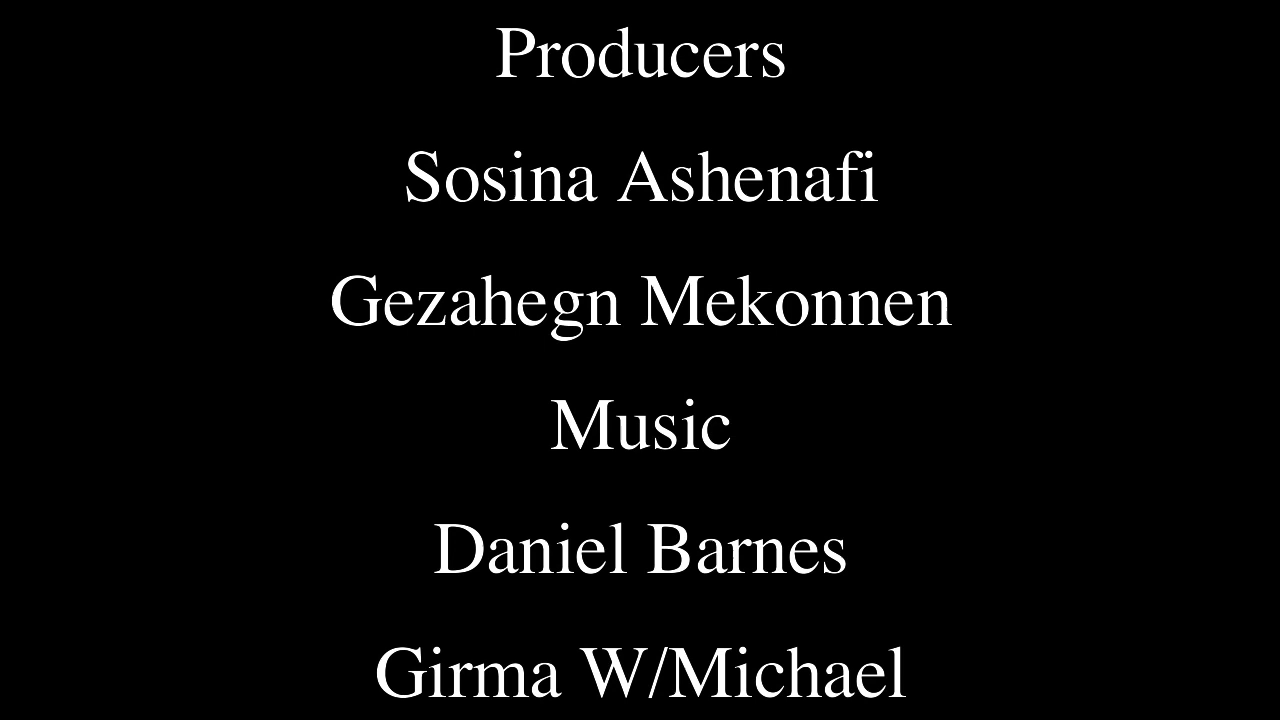 Producers
Sosina Ashenafi
Gezahegn Mekonnen
Music
Daniel Barnes
Girma W/Michael